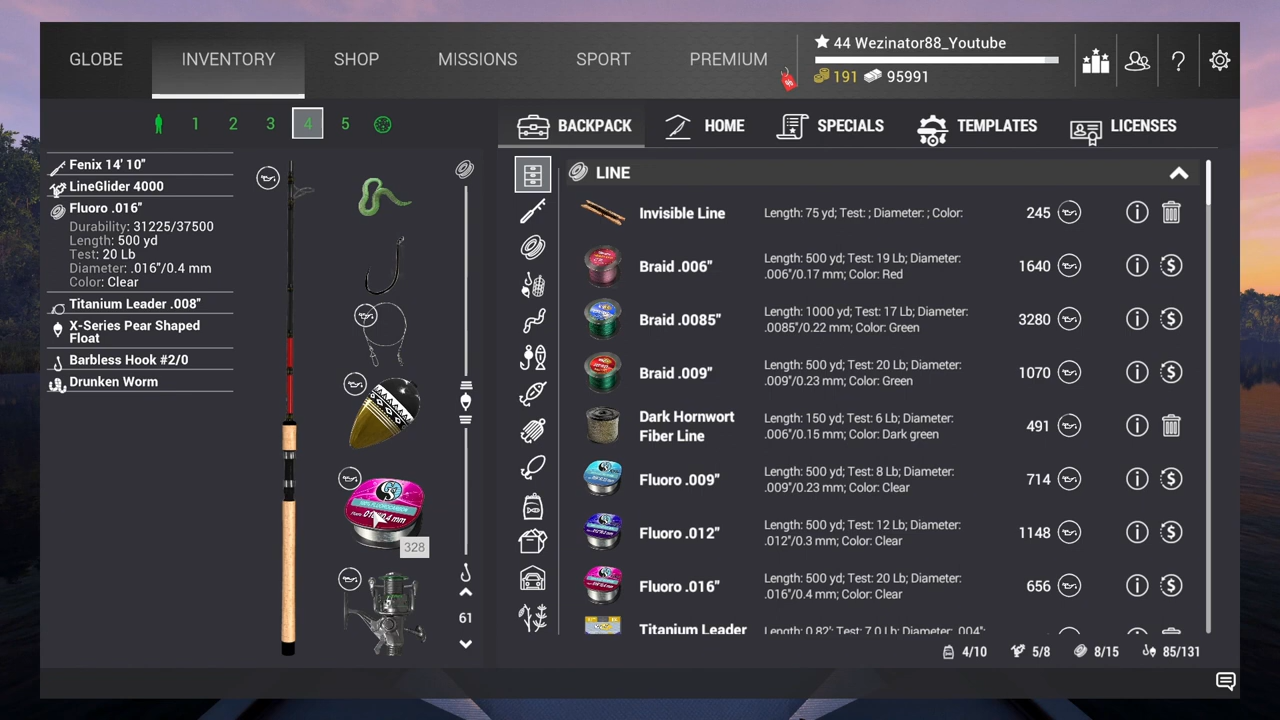 GLOBE
INVENTORY
SHOP
MISSIONS
SPORT
PREMIUM
44 Wezinator88_Youtube
191 95991
1 2 3 4 5
BACKPACK
HOME
SPECIALS
TEMPLATES
LICENSES
Fenix 14' 10"
LineGlider 4000
Fluoro .016"
Durability: 31225/37500
Length: 500 yd
Test: 20 Lb
Diameter: .016"/0.4 mm
Color: Clear
Titanium Leader .008"
X-Series Pear Shaped
Float
Barbless Hook #2/0
Drunken Worm
328
61
LINE
Invisible Line
Length: 75 yd; Test: ; Diameter: ; Color:
245
Braid .006"
Length: 500 yd; Test: 19 Lb; Diameter:
.006"/0.17 mm; Color: Red
1640
Braid .0085"
Length: 1000 yd; Test: 17 Lb; Diameter:
.0085"/0.22 mm; Color: Green
3280
Braid .009"
Length: 500 yd; Test: 20 Lb; Diameter:
.009"/0.23 mm; Color: Green
1070
Dark Hornwort
Fiber Line
Length: 150 yd; Test: 6 Lb; Diameter:
.006"/0.15 mm; Color: Dark green
491
Fluoro .009"
Length: 500 yd; Test: 8 Lb; Diameter:
.009"/0.23 mm; Color: Clear
714
Fluoro .012"
Length: 500 yd; Test: 12 Lb; Diameter:
.012"/0.3 mm; Color: Clear
1148
Fluoro .016"
Length: 500 yd; Test: 20 Lb; Diameter:
.016"/0.4 mm; Color: Clear
656
Titanium Leader
Length: 0.82'; Test: 7.0 Lb; Diameter: .004";
4/10
5/8
8/15
85/131